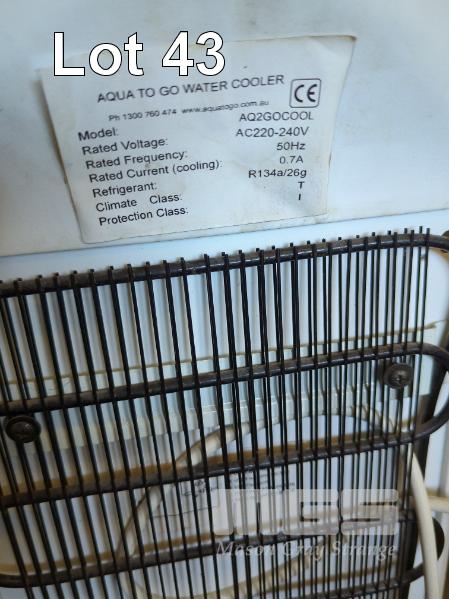 Lot 43
AQUA TO GO WATER COOLER
Ph 1300 760 474 www.aquatogo.com.au
CE
Model: AQ2GOCOOL
Rated Voltage: AC220-240V
Rated Frequency: 50Hz
Rated Current (cooling): 0.7A
Refrigerant: R134a/26g
Climate Class: T
Protection Class: I
MGS
Mason Gray Strange